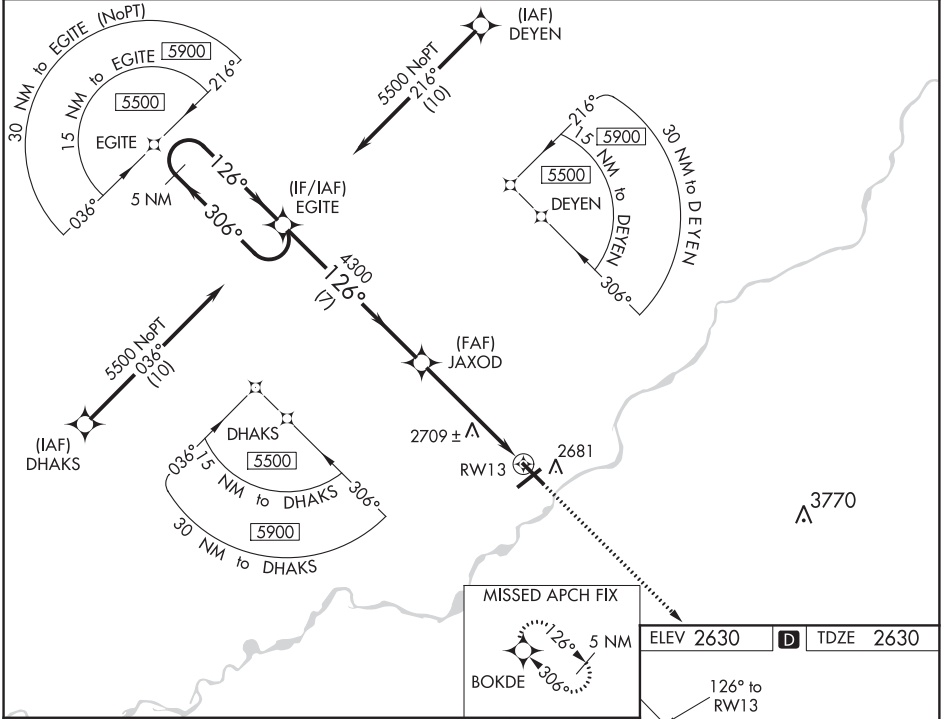 30 NM to EGITE (NoPT)
5900
15 NM to EGITE
216°
5500
EGITE
036°
5 NM
126°
306°
(IF/IAF)
EGITE
(IAF)
DEYEN
5500 NoPT
216°
(10)
216°
5900
15 NM to DEYEN
30 NM to DEYEN
5500
DEYEN
306°
4300
126°
(7)
(FAF)
JAXOD
5500 NoPT
036°
(10)
(IAF)
DHAKS
DHAKS
036°
5500
306°
15 NM to DHAKS
5900
30 NM to DHAKS
2709 ±
RW13
2681
3770
MISSED APCH FIX
126°
5 NM
306°
BOKDE
ELEV 2630
D
TDZE 2630
126° to
RW13